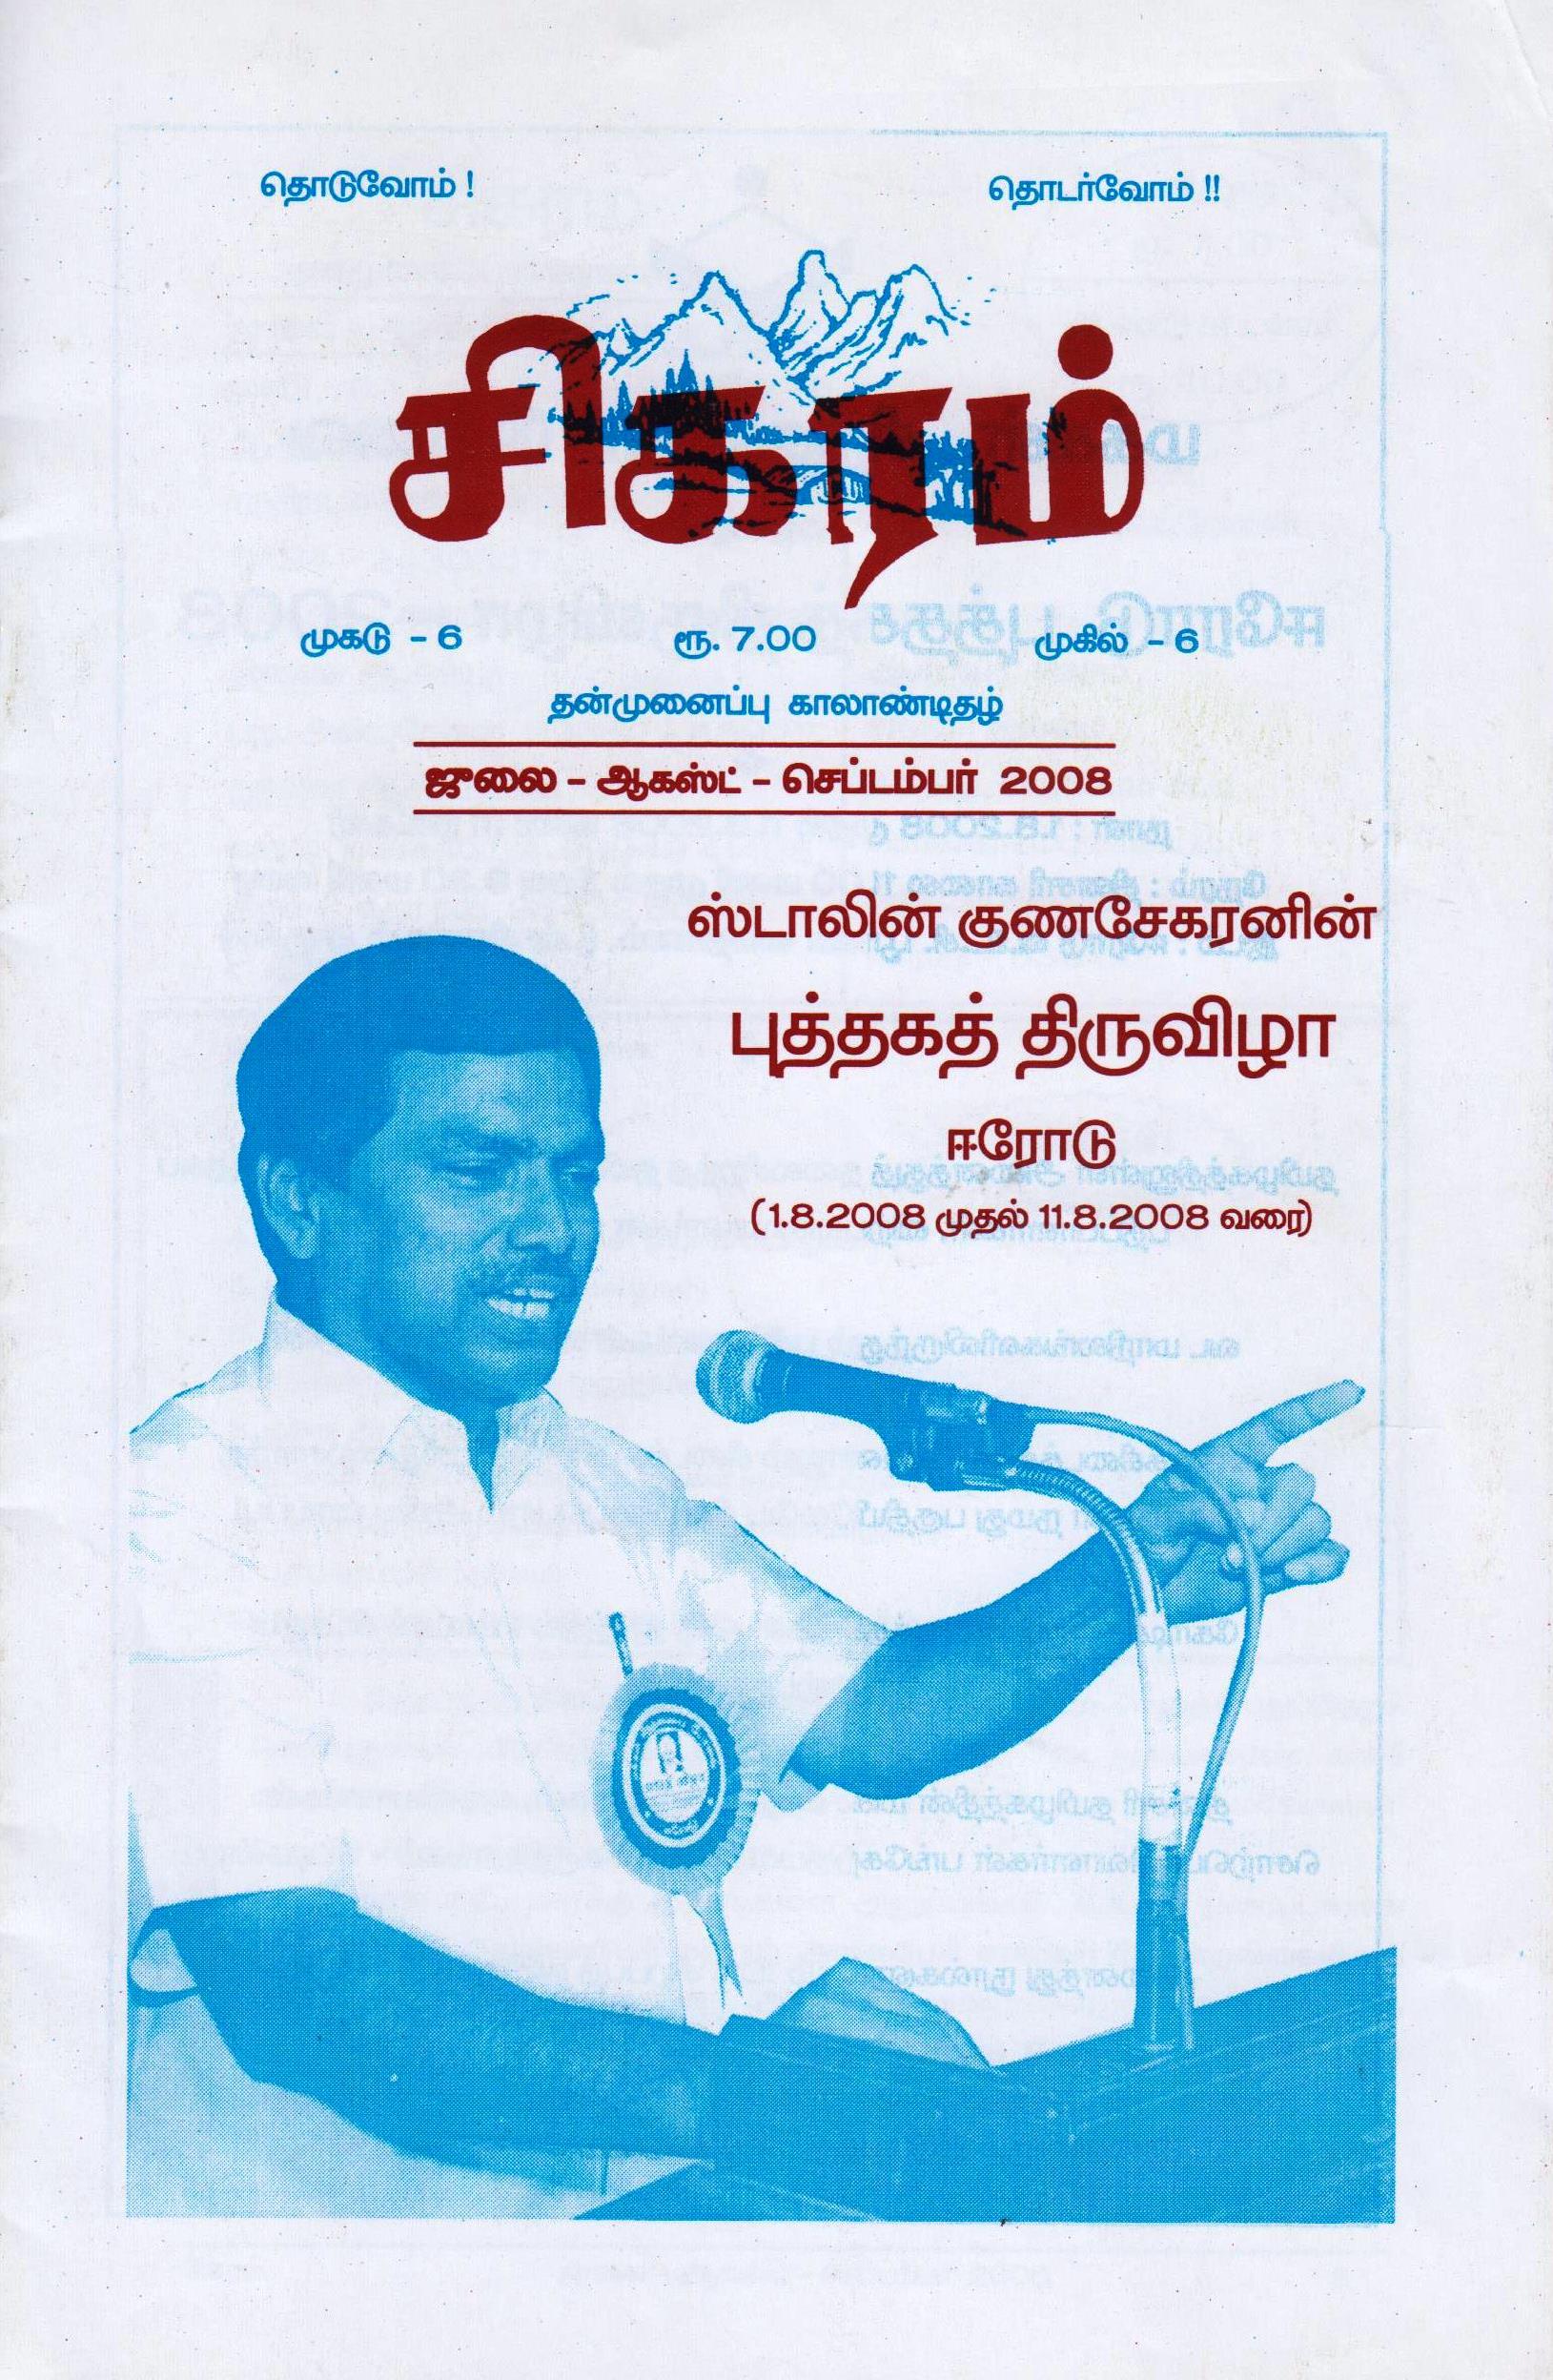 தொடுவோம் ! தொடர்வோம் !!
சிகரம்
முகடு - 6 ரூ. 7.00 முகில் - 6
தன்முனைப்பு காலாண்டிதழ்
ஜுலை - ஆகஸ்ட் - செப்டம்பர் 2008
ஸ்டாலின் குணசேகரனின்
புத்தகத் திருவிழா
ஈரோடு
(1.8.2008 முதல் 11.8.2008 வரை)